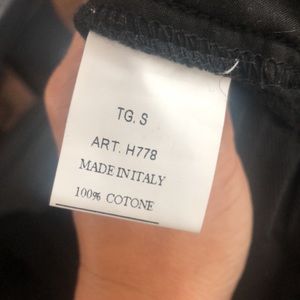 TG. S
ART. H778
MADE IN ITALY
100% COTONE